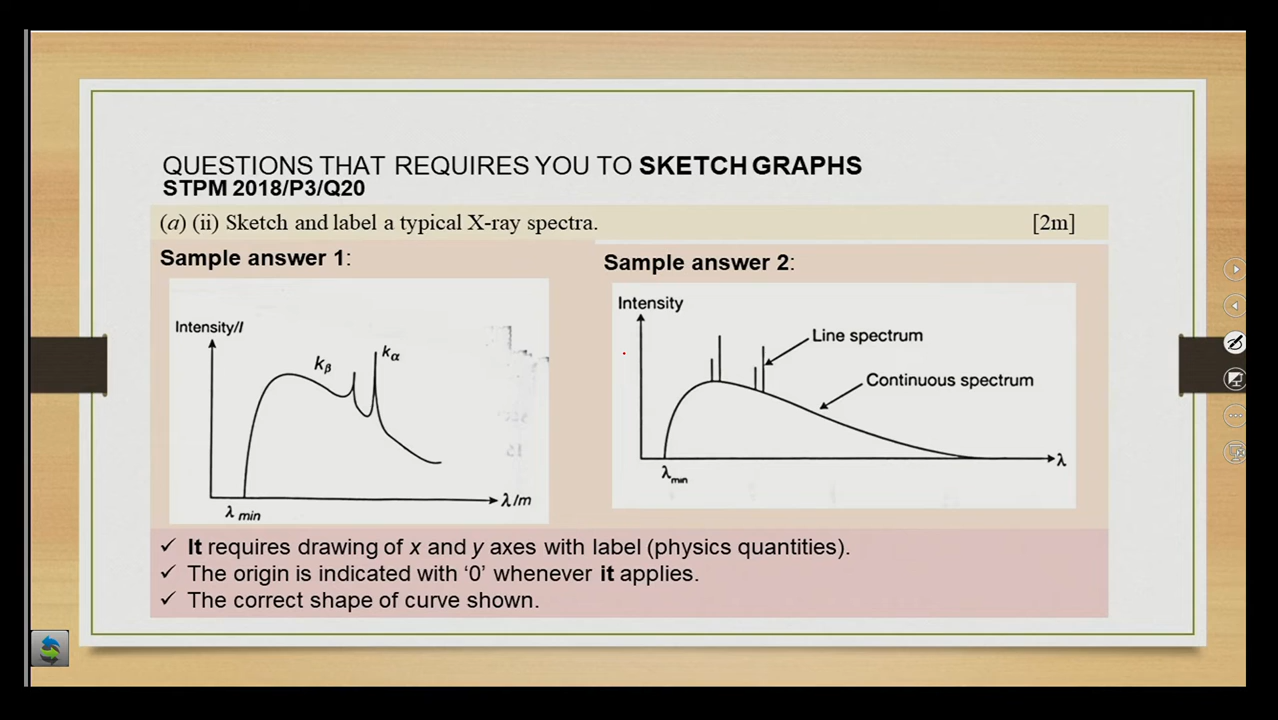 QUESTIONS THAT REQUIRES YOU TO SKETCH GRAPHS
STPM 2018/P3/Q20
(a) (ii) Sketch and label a typical X-ray spectra. [2m]
Sample answer 1:
Intensity/I
kβ
kα
λ min
λ/m
Sample answer 2:
Intensity
Line spectrum
Continuous spectrum
λmin
λ
✓ It requires drawing of x and y axes with label (physics quantities).
✓ The origin is indicated with ‘0’ whenever it applies.
✓ The correct shape of curve shown.